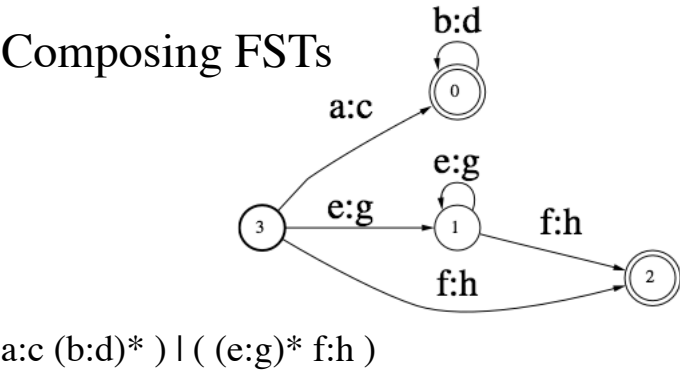 Composing FSTs
b:d
0
a:c
e:g
3
e:g
1
f:h
f:h
2
a:c (b:d)* ) | ( (e:g)* f:h )